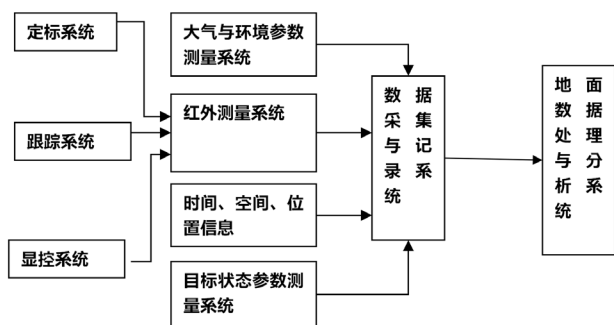 定标系统
跟踪系统
显控系统
大气与环境参数
测量系统
红外测量系统
时间、空间、位
置信息
目标状态参数测
量系统
数据
采集
与记
录系
统
地面
数据
处理
与分
析系
统